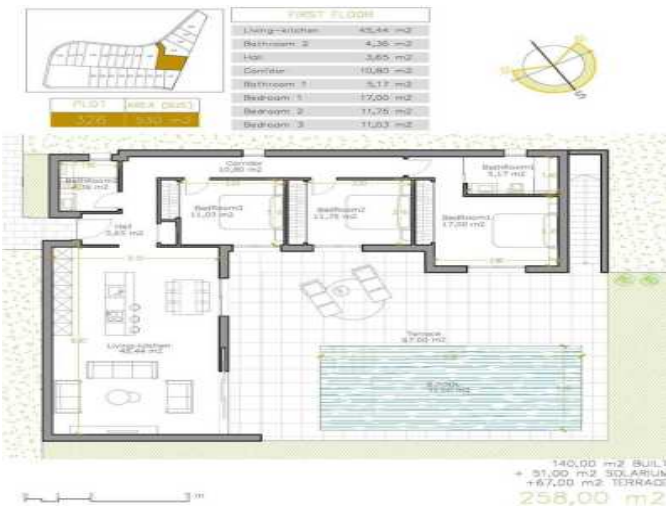 FIRST FLOOR
Living-kitchen 45,44 m2
Bathroom 2 4,36 m2
Hall 3,65 m2
Corridor 10,80 m2
Bathroom 1 5,17 m2
Bedroom 1 17,00 m2
Bedroom 2 11,75 m2
Bedroom 3 11,03 m2
PLOT
328
530 m2
S
Corridor
10,80 m2
BathRoom1
5,17 m2
BedRoom3
11,03 m2
BedRoom2
11,75 m2
BedRoom1
17,00 m2
Hall
3,65 m2
Living-kitchen
45,44 m2
Terrace
67,00 m2
140,00 m2 BUILT
+ 51,00 m2 SOLARIUM
+67,00 m2 TERRACE
258,00 m2